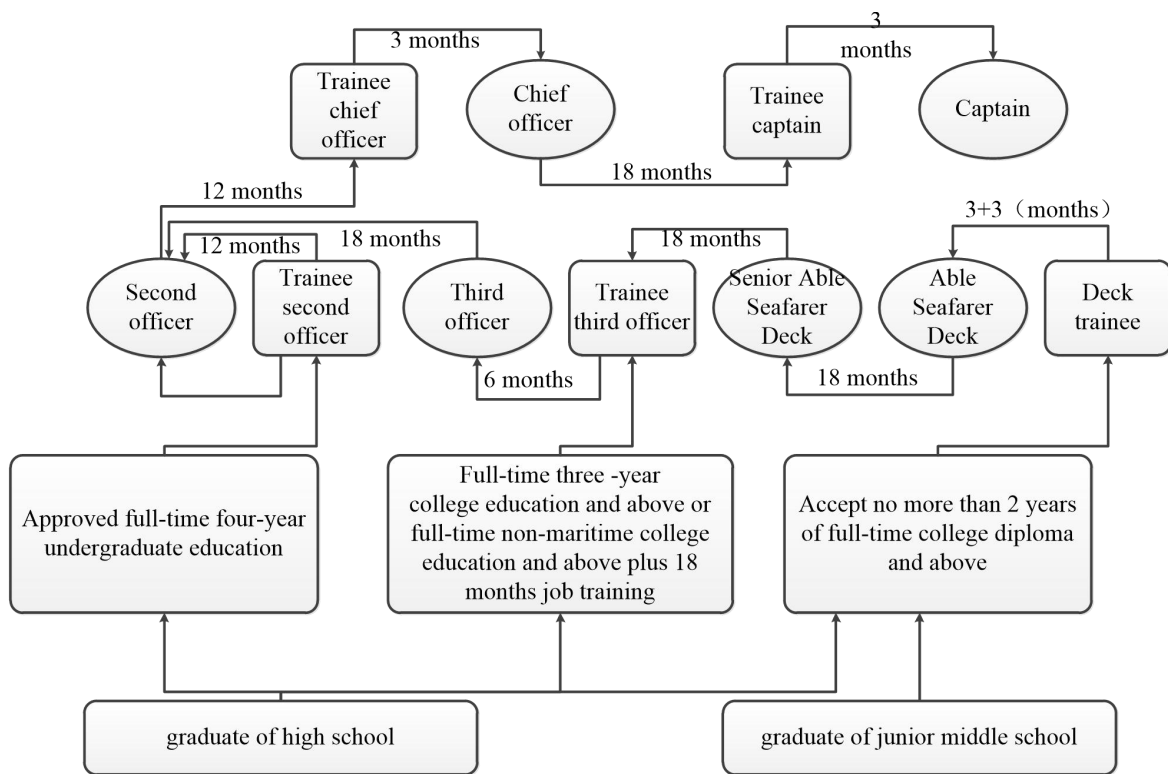 3 months
3
months
Trainee
chief
officer
Chief
officer
Trainee
captain
Captain
12 months
18 months
3+3（months）
12 months
18 months
18 months
Second
officer
Trainee
second
officer
Third
officer
Trainee
third officer
Senior Able
Seafarer
Deck
Able
Seafarer
Deck
Deck
trainee
6 months
18 months
Approved full-time four-year
undergraduate education
Full-time three -year
college education and above or
full-time non-maritime college
education and above plus 18
months job training
Accept no more than 2 years
of full-time college diploma
and above
graduate of high school
graduate of junior middle school